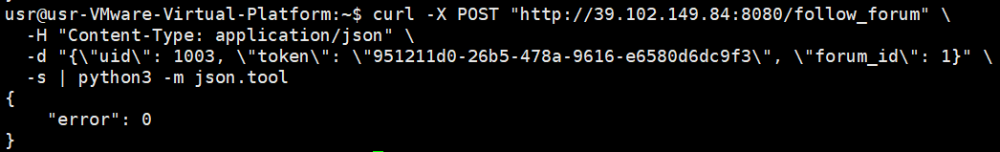 usr@usr-VMware-Virtual-Platform:~$ curl -X POST "http://39.102.149.84:8080/follow_forum" \
-H "Content-Type: application/json" \
-d "{\"uid\": 1003, \"token\": \"951211d0-26b5-478a-9616-e6580d6dc9f3\", \"forum_id\": 1}" \
-s | python3 -m json.tool
{
"error": 0
}